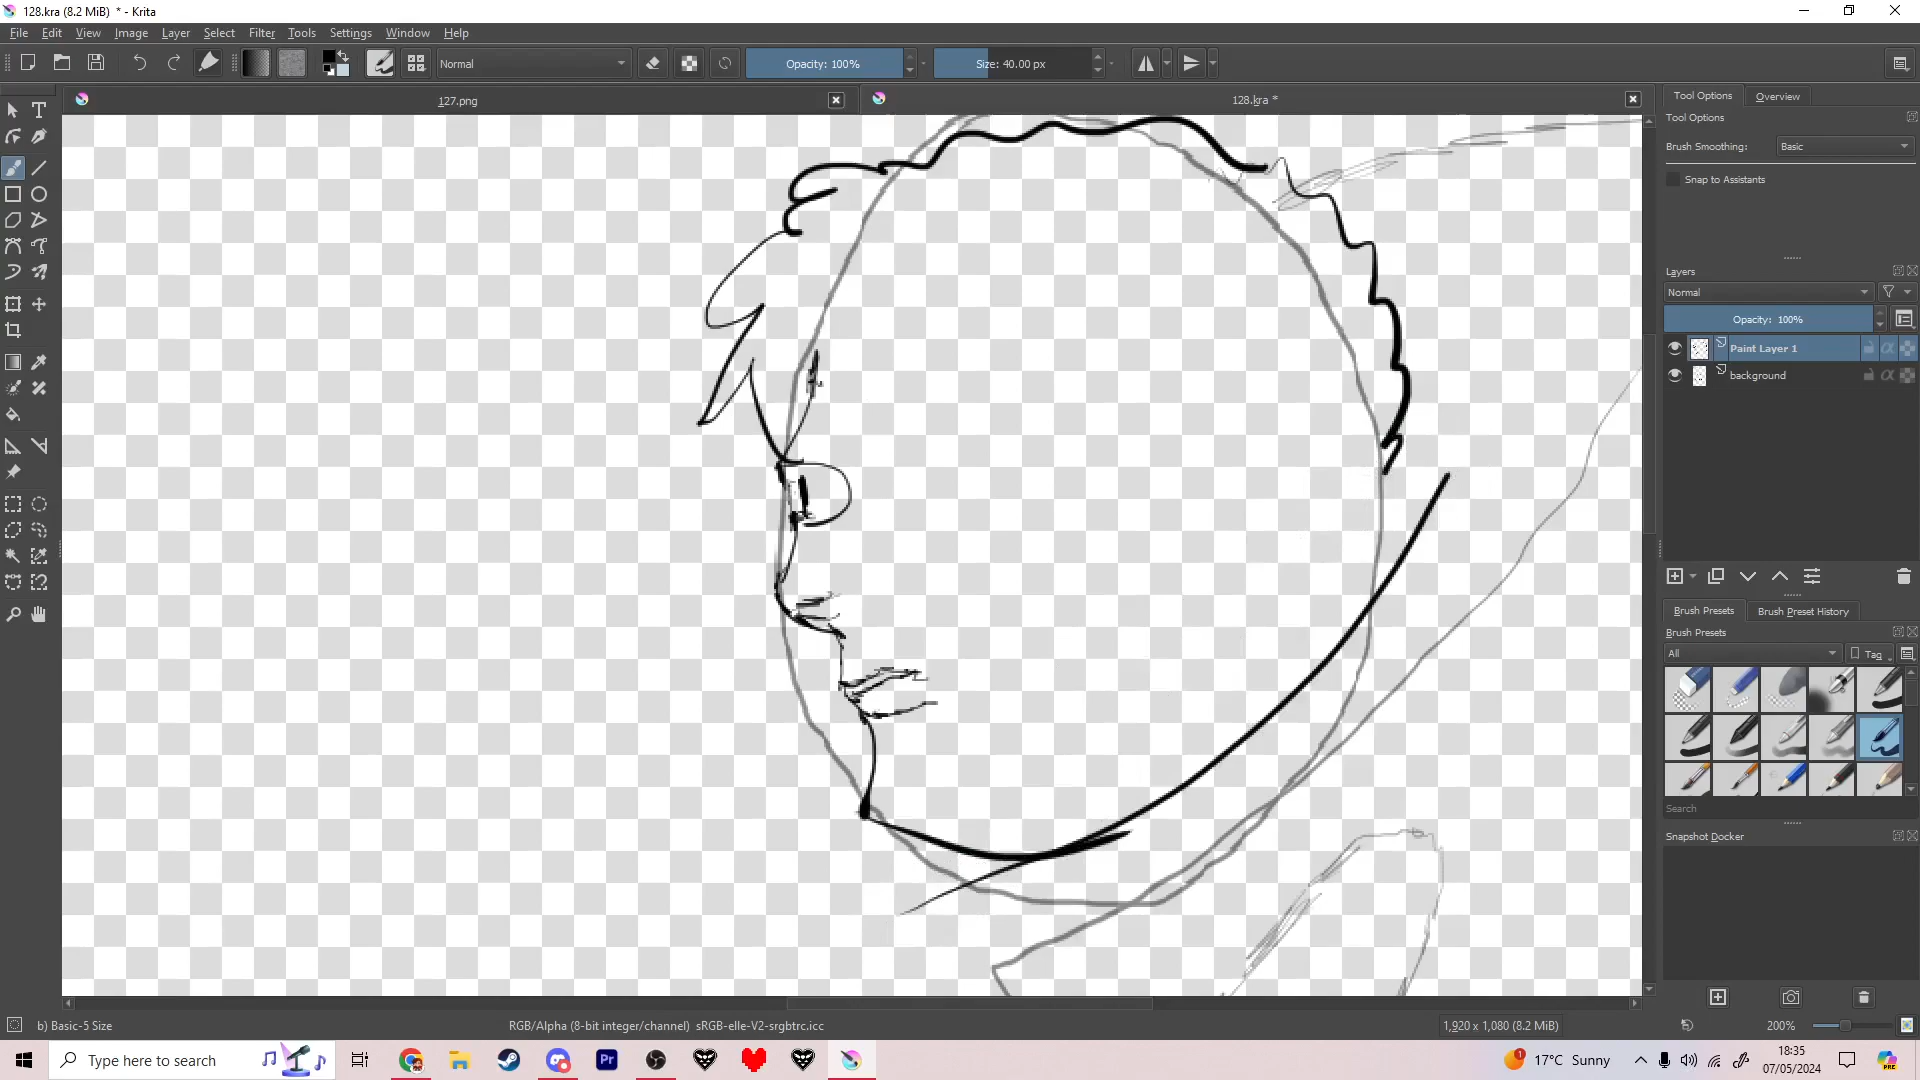 128.kra (8.2 MiB)  * - Krita
File Edit View Image Layer Select Filter Tools Settings Window Help
Normal Opacity: 100% Size: 40.00 px
127.png 128.kra *
Tool Options Overview
Tool Options
Brush Smoothing: Basic
Snap to Assistants
Layers
Normal
Opacity:  100%
Paint Layer 1
background
Brush Presets Brush Preset History
Brush Presets
All Tag
Search
Snapshot Docker
b) Basic-5 Size RGB/Alpha (8-bit integer/channel)  sRGB-elle-V2-srgbtrc.icc 1,920 x 1,080 (8.2 MiB) 200%
Type here to search 17°C  Sunny 18:35
07/05/2024